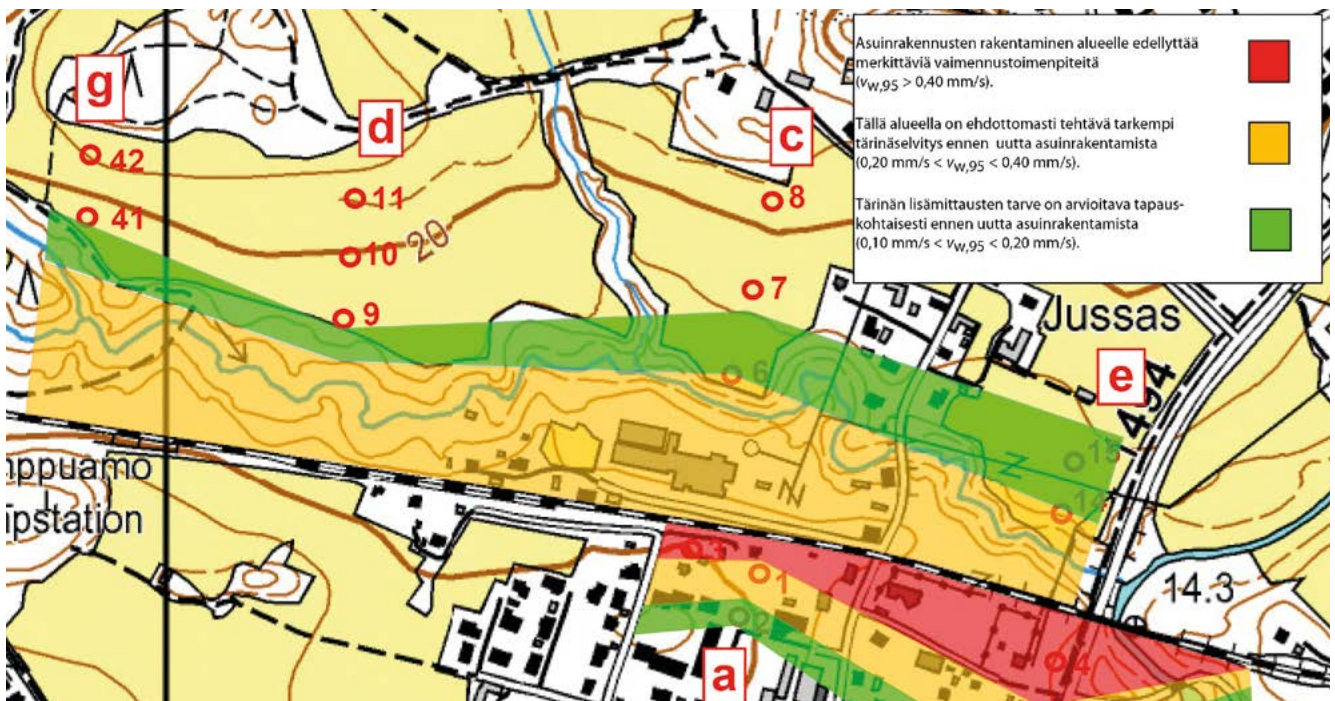 Asuinrakennusten rakentaminen alueelle edellyttää
merkittäviä vaimennustoimenpiteitä
(vw,95 > 0,40 mm/s).
Tällä alueella on ehdottomasti tehtävä tarkempi
tärinäselvitys ennen uutta asuinrakentamista
(0,20 mm/s < vw,95 < 0,40 mm/s).
Tärinän lisämittausten tarve on arvioitava tapaus-
kohtaisesti ennen uutta asuinrakentamista
(0,10 mm/s < vw,95 < 0,20 mm/s).
g
d
c
42
11
8
41
20
10
7
9
Jussas
6
e
1494
15
mppuamo
npstation
14
3
1
14.3
2
a
4